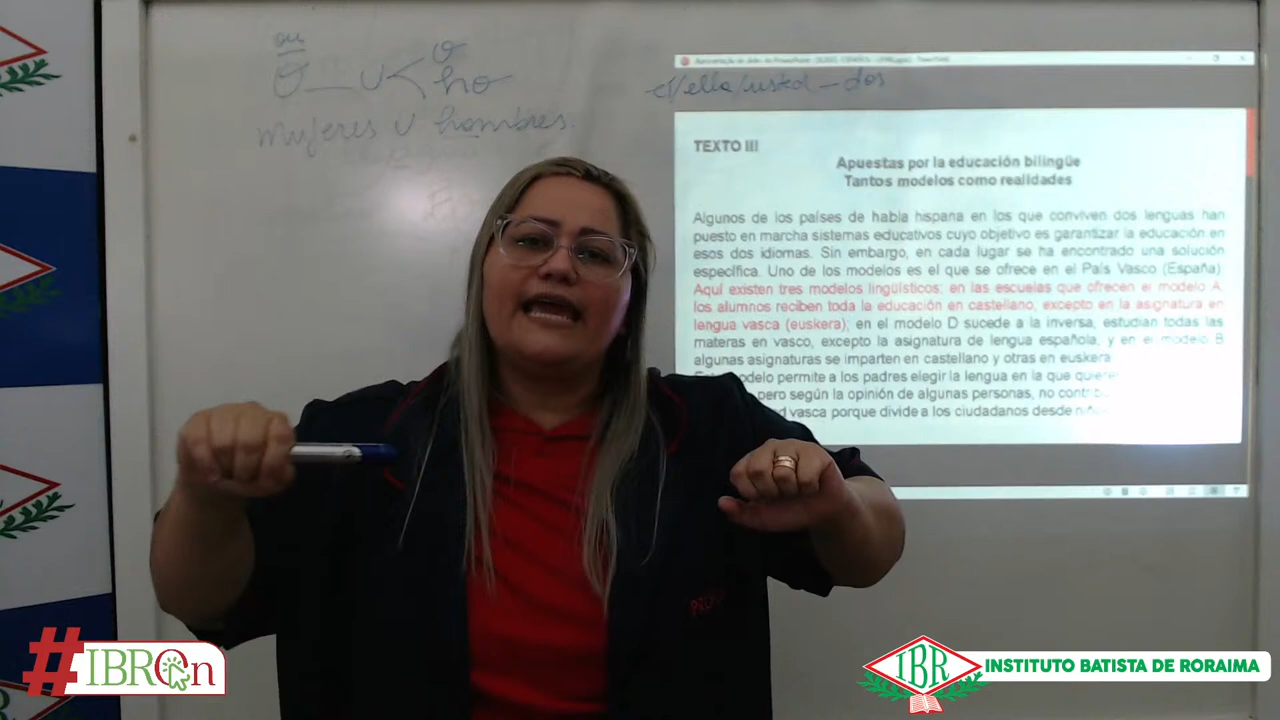 ou
O — u < o
ho
mujeres u hombres.
él/ella/usted - dos
TEXTO III
Apuestas por la educación bilingüe
Tantos modelos como realidades
Algunos de los países de habla hispana en los que conviven dos lenguas han
puesto en marcha sistemas educativos cuyo objetivo es garantizar la educación en
esos dos idiomas. Sin embargo, en cada lugar se ha encontrado una solución
específica. Uno de los modelos es el que se ofrece en el País Vasco (España)
Aquí existen tres modelos lingüísticos: en las escuelas que ofrecen el modelo A
los alumnos reciben toda la educación en castellano, excepto en la asignatura en
lengua vasca (euskera); en el modelo D sucede a la inversa, estudian todas las
materas en vasco, excepto la asignatura de lengua española, y en el modelo B
algunas asignaturas se imparten en castellano y otras en euskera
modelo permite a los padres elegir la lengua en la que
pero según la opinión de algunas personas, no
vasca porque divide a los ciudadanos desde
#IBROn
IBR INSTITUTO BATISTA DE RORAIMA